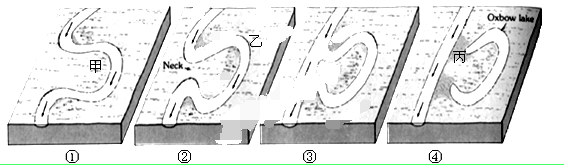 甲
乙
Neck
Oxbow lake
丙
① ② ③ ④